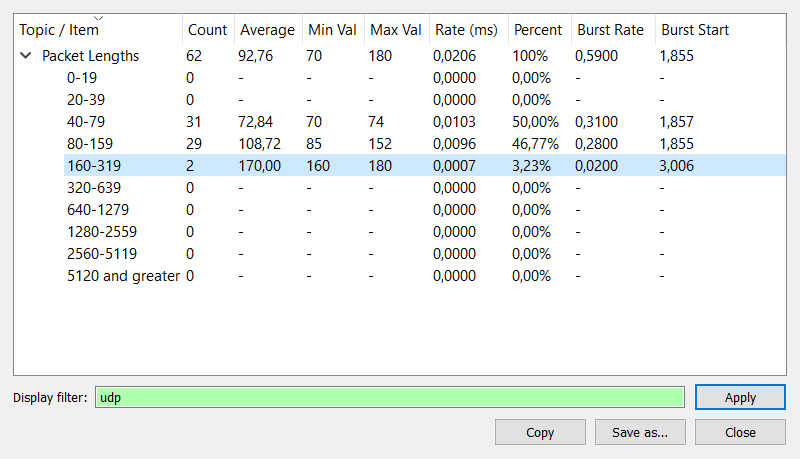 Topic / Item Count Average Min Val Max Val Rate (ms) Percent Burst Rate Burst Start
Packet Lengths 62 92,76 70 180 0,0206 100% 0,5900 1,855
0-19 0 - - - 0,0000 0,00% - -
20-39 0 - - - 0,0000 0,00% - -
40-79 31 72,84 70 74 0,0103 50,00% 0,3100 1,857
80-159 29 108,72 85 152 0,0096 46,77% 0,2800 1,855
160-319 2 170,00 160 180 0,0007 3,23% 0,0200 3,006
320-639 0 - - - 0,0000 0,00% - -
640-1279 0 - - - 0,0000 0,00% - -
1280-2559 0 - - - 0,0000 0,00% - -
2560-5119 0 - - - 0,0000 0,00% - -
5120 and greater 0 - - - 0,0000 0,00% - -
Display filter: udp Apply
Copy Save as... Close